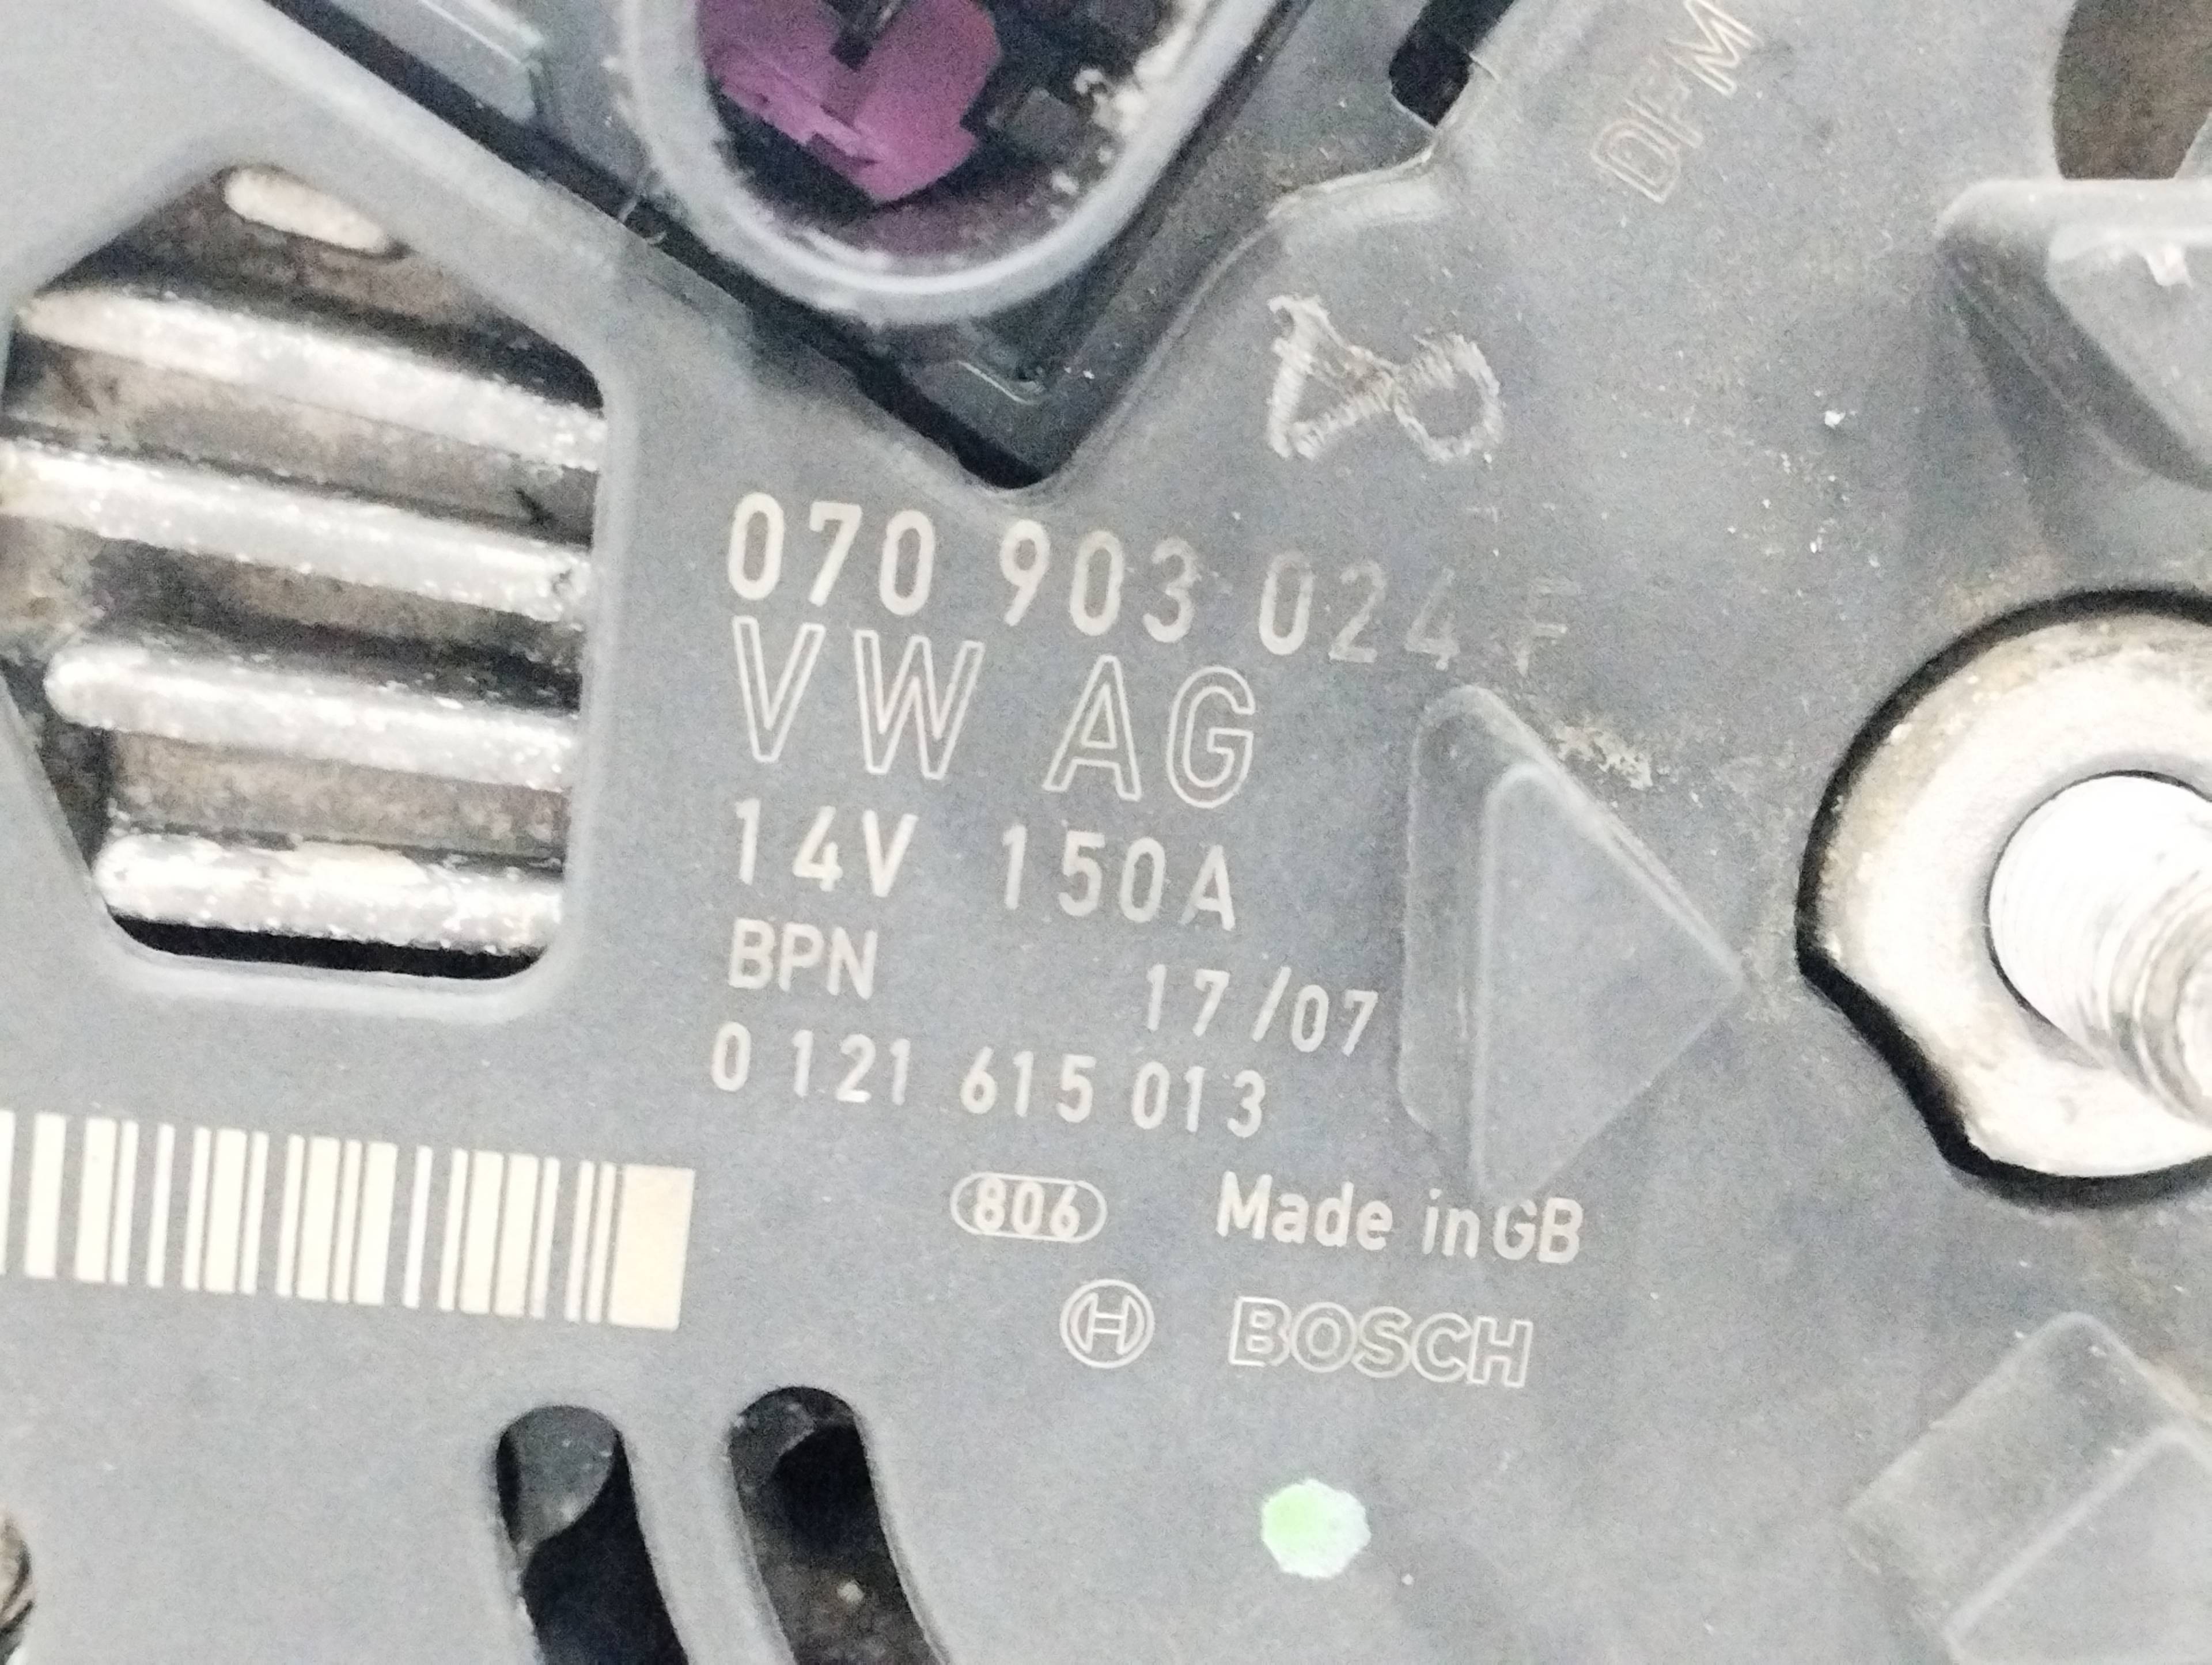 DFM
070 903 024 F
VW AG
14V 150A
BPN 17/07
0 121 615 013
806 Made in GB
BOSCH